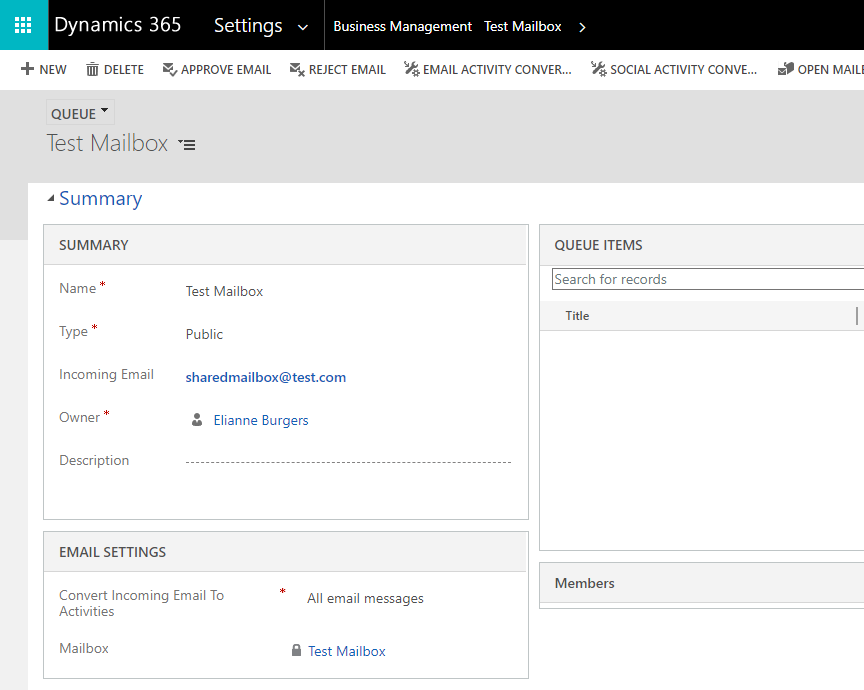 Dynamics 365 Settings Business Management Test Mailbox
NEW DELETE APPROVE EMAIL REJECT EMAIL EMAIL ACTIVITY CONVER... SOCIAL ACTIVITY CONVE... OPEN MAILB
QUEUE
Test Mailbox
Summary
SUMMARY
Name *
Test Mailbox
Type *
Public
Incoming Email
sharedmailbox@test.com
Owner *
Elianne Burgers
Description
EMAIL SETTINGS
Convert Incoming Email To
Activities
*
All email messages
Mailbox
Test Mailbox
QUEUE ITEMS
Search for records
Title
Members